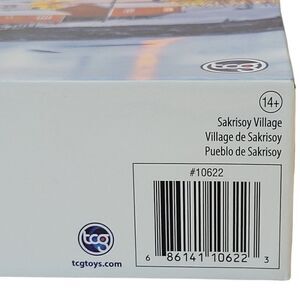 tcg
14+
Sakrisoy Village
Village de Sakrisoy
Pueblo de Sakrisoy
#10622
6 86141 10622 3
tcg
tcgtoys.com